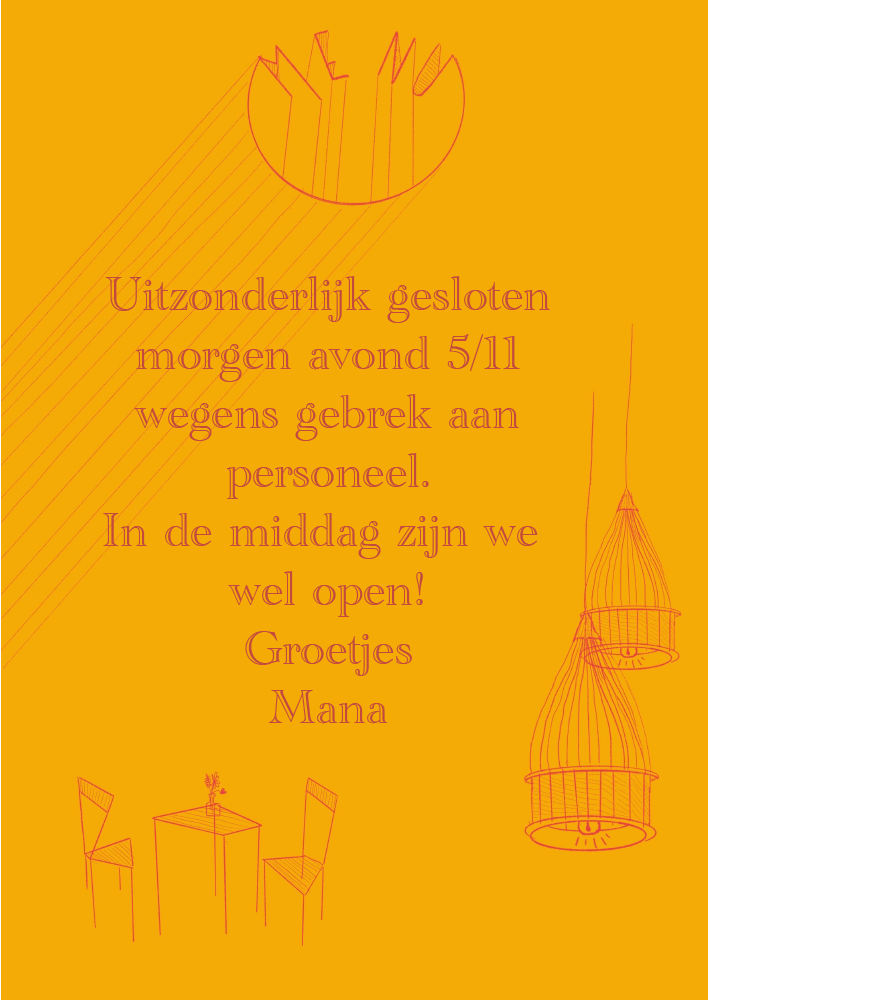 Uitzonderlijk gesloten
morgen avond 5/11
wegens gebrek aan
personeel.
In de middag zijn we
wel open!
Groetjes
Mana